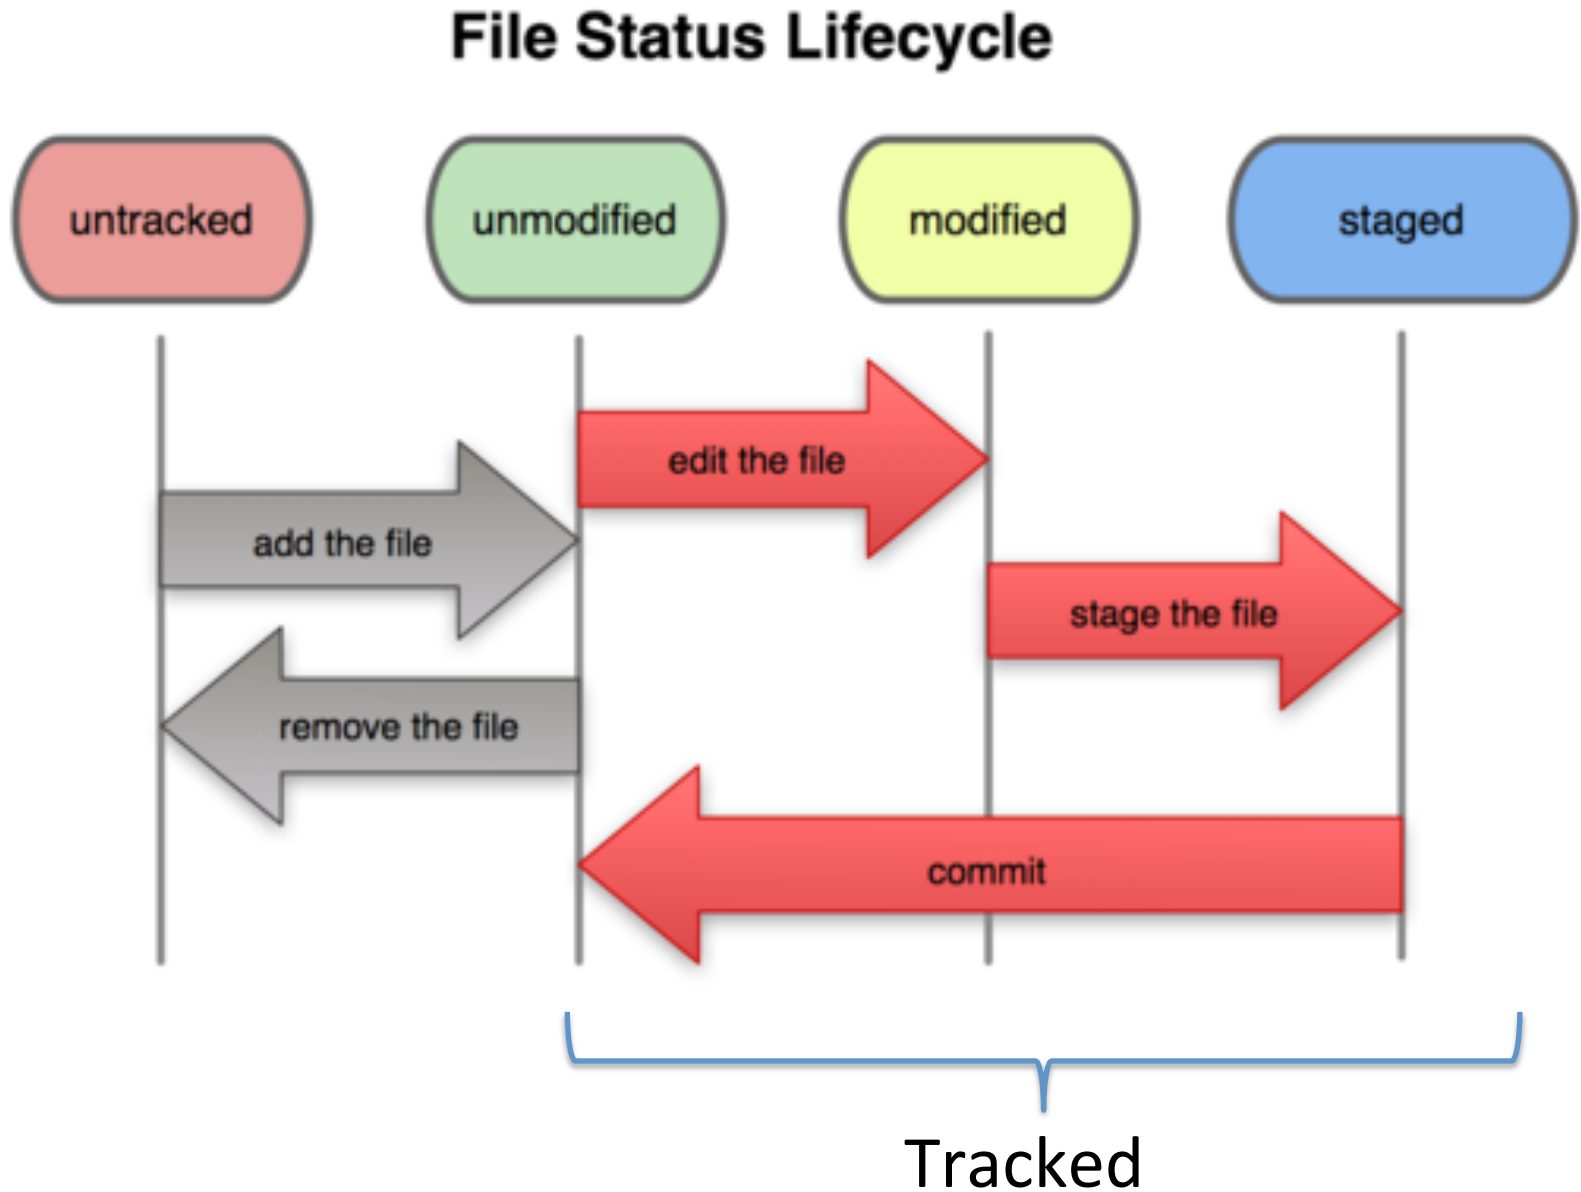 File Status Lifecycle
untracked
unmodified
modified
staged
edit the file
add the file
stage the file
remove the file
commit
Tracked